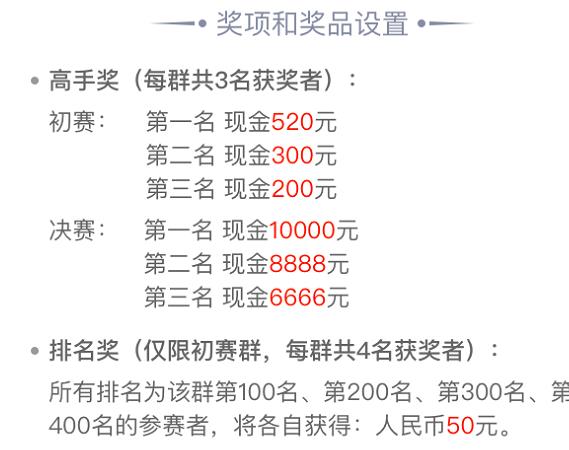 奖项和奖品设置
高手奖（每群共3名获奖者）：
初赛： 第一名 现金520元
第二名 现金300元
第三名 现金200元
决赛： 第一名 现金10000元
第二名 现金8888元
第三名 现金6666元
排名奖（仅限初赛群，每群共4名获奖者）：
所有排名为该群第100名、第200名、第300名、第
400名的参赛者，将各自获得：人民币50元。